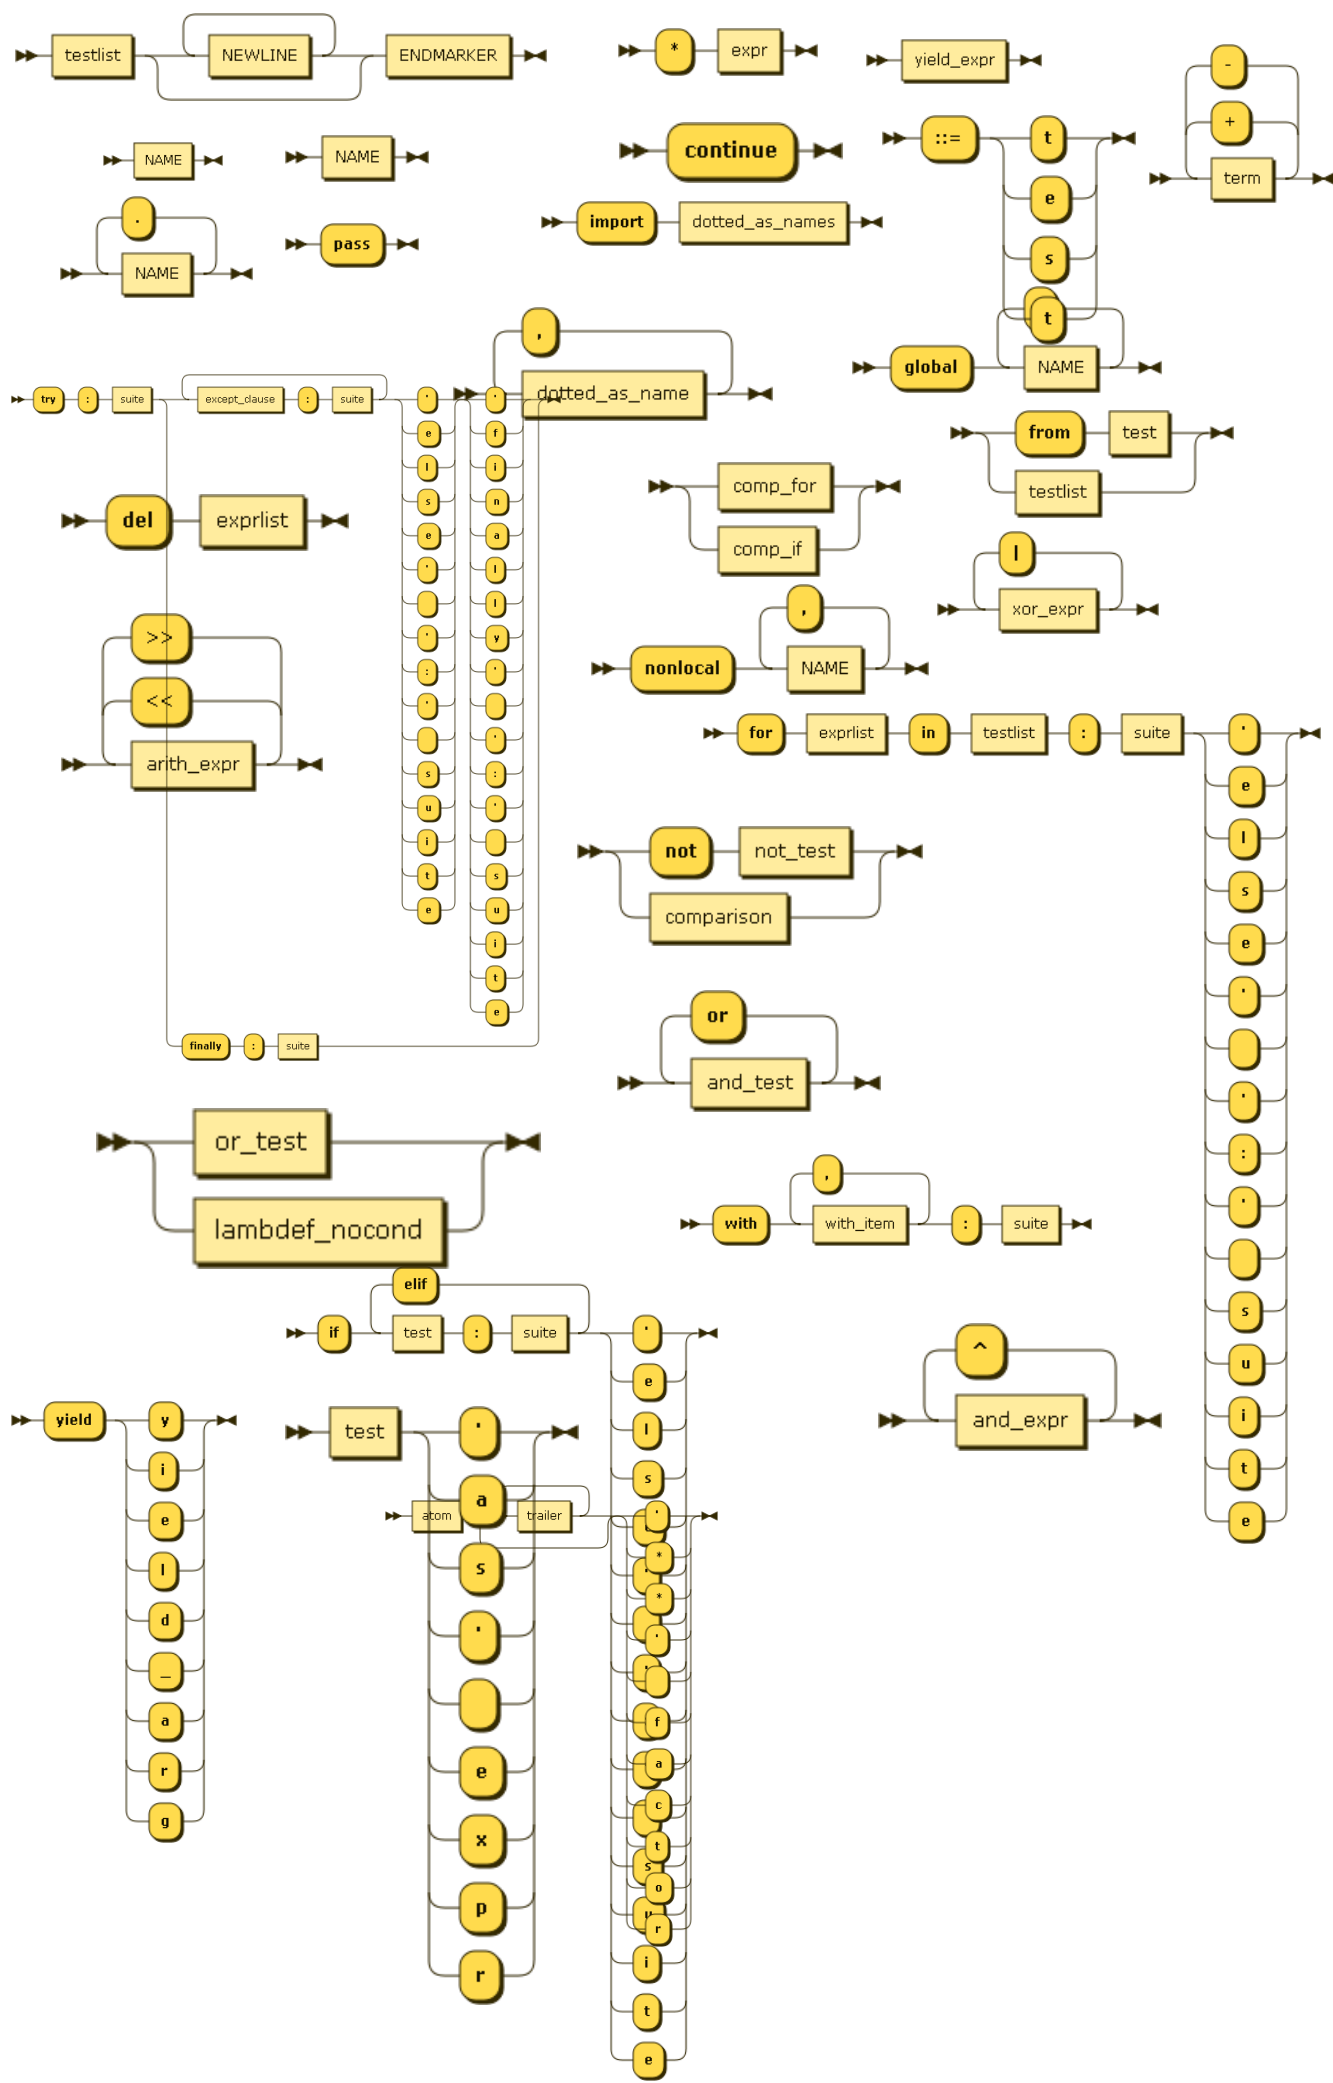 testlist NEWLINE ENDMARKER
* expr
yield_expr
-
+
term
::= t
e
s
t
NAME
NAME
continue
import dotted_as_names
.
NAME
pass
,
dotted_as_name
global NAME
try : suite except_clause : suite ' '
e f
l i
s n
e a
' l
l
' y
: '
'
'
s :
u '
i
t s
e u
i
t
e
finally : suite
from test
testlist
del exprlist
comp_for
comp_if
|
xor_expr
>>
<<
arith_expr
,
nonlocal NAME
for exprlist in testlist : suite '
e
l
s
e
'
'
:
'
s
u
i
t
e
not not_test
comparison
or
and_test
or_test
lambdef_nocond
,
with with_item : suite
elif
if test : suite '
e
l
s
s
u
i
t
e
^
and_expr
yield y
i
e
l
d
_
a
r
g
test '
a
s
'
e
x
p
r
atom trailer '
*
*
'
f
a
c
t
o
r